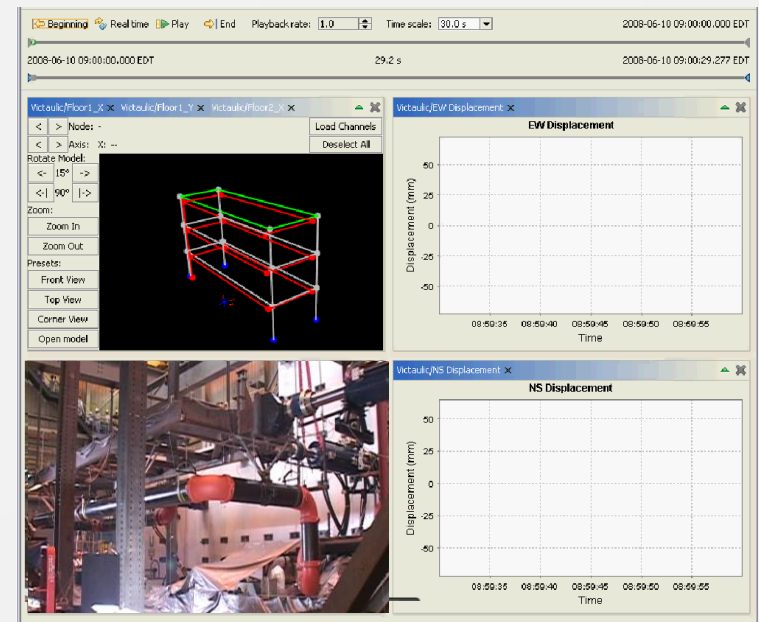 Beginning Real time Play End Playback rate: 1.0 Time scale: 30.0 s 2008-06-10 09:00:00.000 EDT
2008-06-10 09:00:00.000 EDT 29.2 s 2008-06-10 09:00:29.277 EDT
Victaulic/Floor1_X Victaulic/Floor1_Y Victaulic/Floor2_X
< > Node: - Load Channels
< > Axis: X: -- Deselect All
Rotate Model:
<- 15° ->
<-| 90° |->
Zoom:
Zoom In
Zoom Out
Presets:
Front View
Top View
Corner View
Open model
Victaulic/EW Displacement
EW Displacement
Displacement (mm)
50
25
0
-25
-50
08:59:35 08:59:40 08:59:45 08:59:50 08:59:55
Time
Victaulic/NS Displacement
NS Displacement
Displacement (mm)
50
25
0
-25
-50
08:59:35 08:59:40 08:59:45 08:59:50 08:59:55
Time